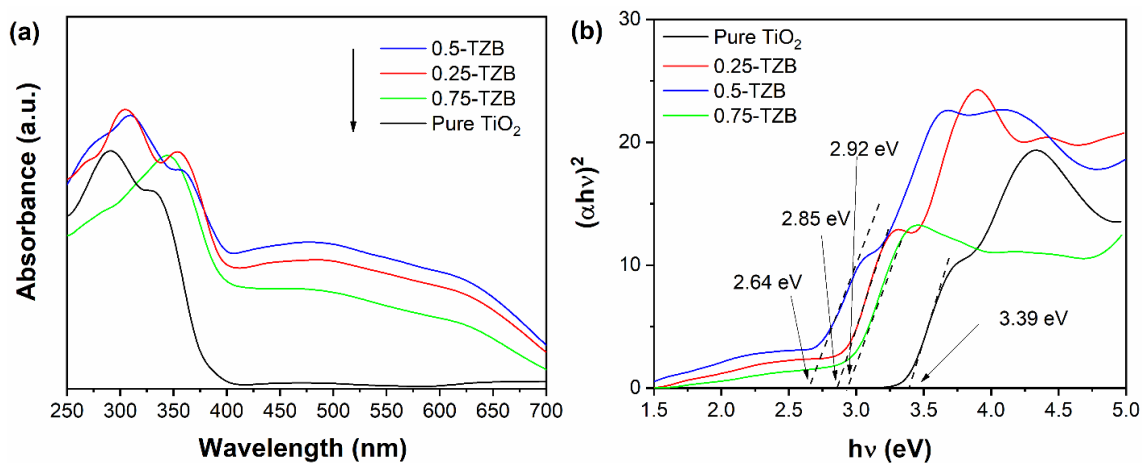 (a)
0.5-TZB
0.25-TZB
0.75-TZB
Pure TiO₂
Absorbance (a.u.)
250 300 350 400 450 500 550 600 650 700
Wavelength (nm)
(b)
Pure TiO₂
0.25-TZB
0.5-TZB
0.75-TZB
2.92 eV
2.85 eV
2.64 eV
3.39 eV
(αhν)²
30
20
10
0
1.5 2.0 2.5 3.0 3.5 4.0 4.5 5.0
hν (eV)